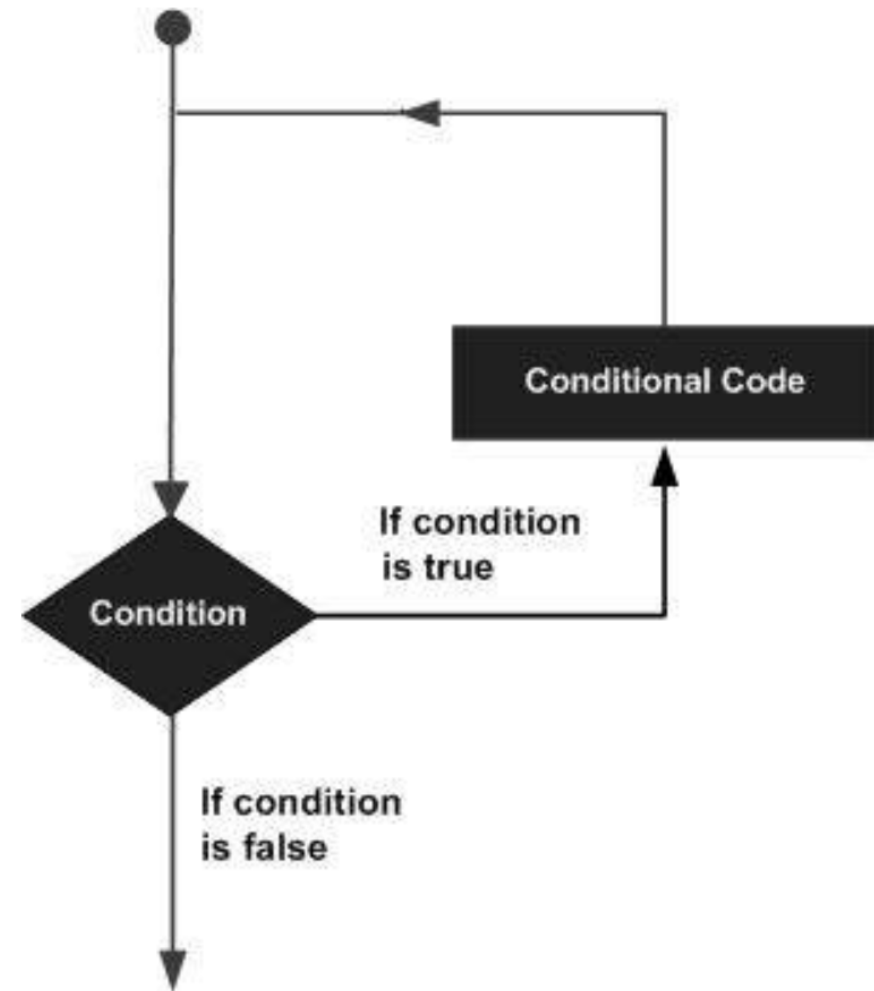 Conditional Code
If condition
is true
Condition
If condition
is false